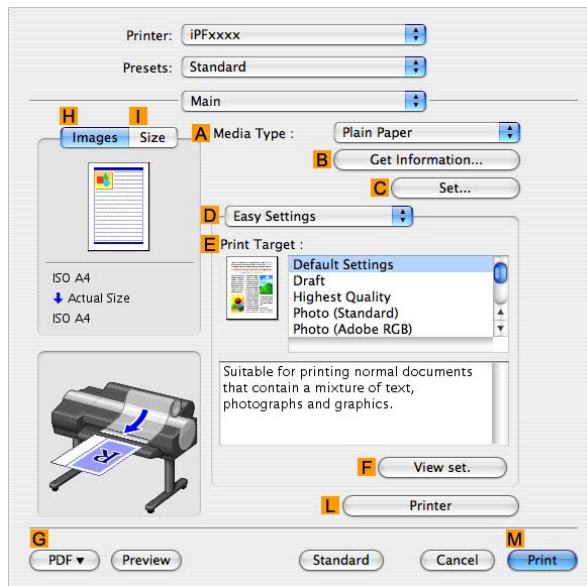 Printer: iPFxxxx
Presets: Standard
Main
H I
Images Size
A Media Type : Plain Paper
B Get Information...
C Set...
D Easy Settings
E Print Target :
Default Settings
Draft
Highest Quality
Photo (Standard)
Photo (Adobe RGB)
ISO A4
Actual Size
ISO A4
Suitable for printing normal documents
that contain a mixture of text,
photographs and graphics.
R
F View set.
L Printer
G M
PDF Preview Standard Cancel Print